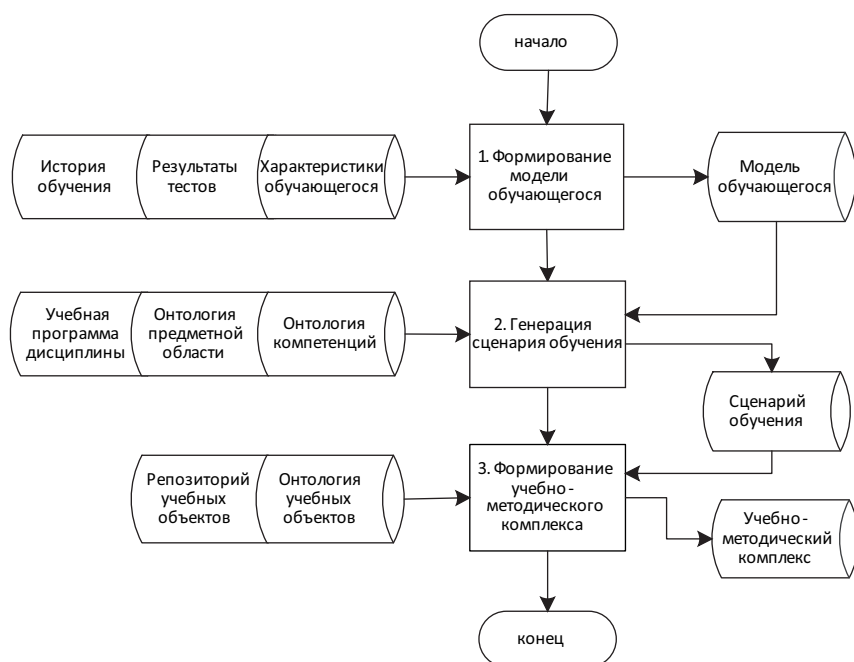 начало
История
обучения
Результаты
тестов
Характеристики
обучающегося
1. Формирование
модели
обучающегося
Модель
обучающегося
Учебная
программа
дисциплины
Онтология
предметной
области
Онтология
компетенций
2. Генерация
сценария обучения
Сценарий
обучения
Репозиторий
учебных
объектов
Онтология
учебных
объектов
3. Формирование
учебно-
методического
комплекса
Учебно-
методический
комплекс
конец